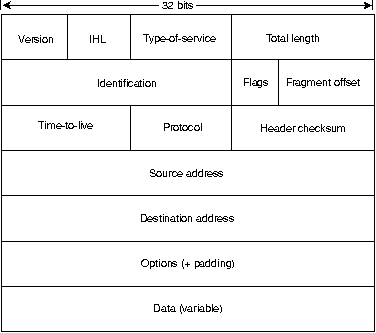 32 bits
Version IHL Type-of-service Total length
Identification Flags Fragment offset
Time-to-live Protocol Header checksum
Source address
Destination address
Options (+ padding)
Data (variable)